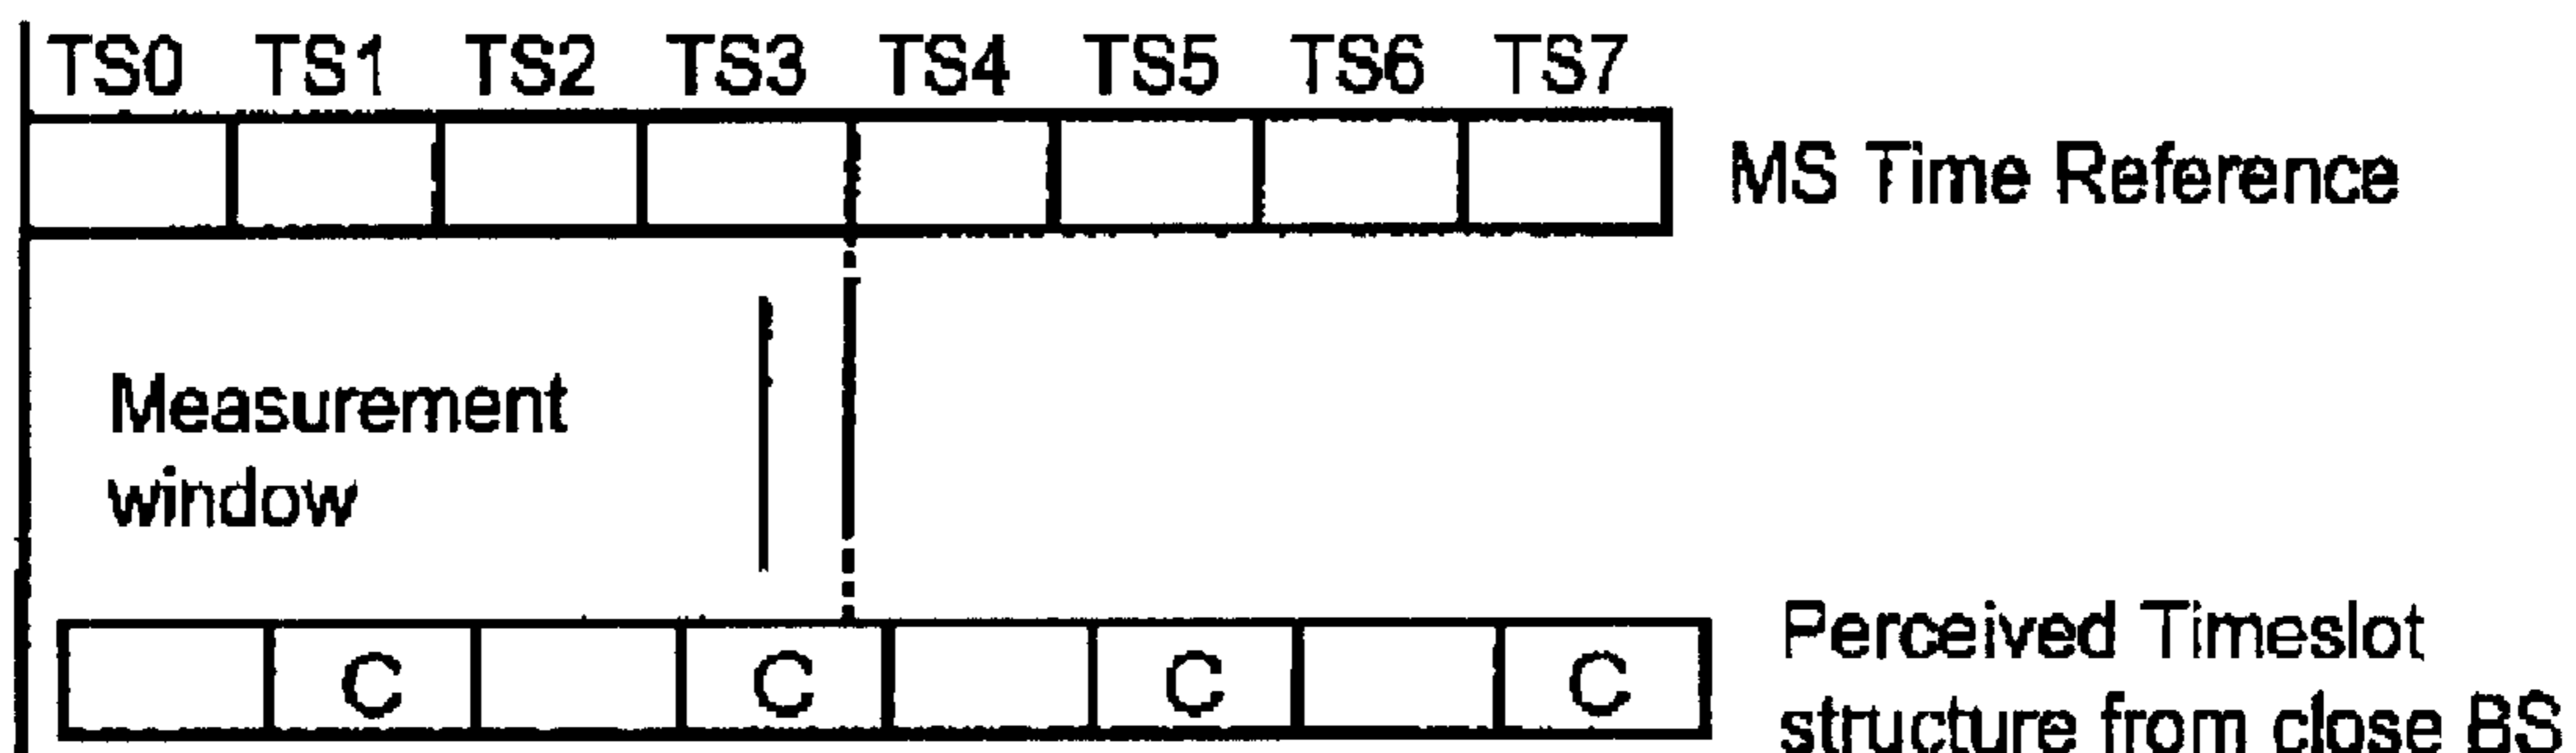 TS0 TS1 TS2 TS3 TS4 TS5 TS6 TS7
MS Time Reference
Measurement
window
C C C C
Perceived Timeslot
structure from close BS